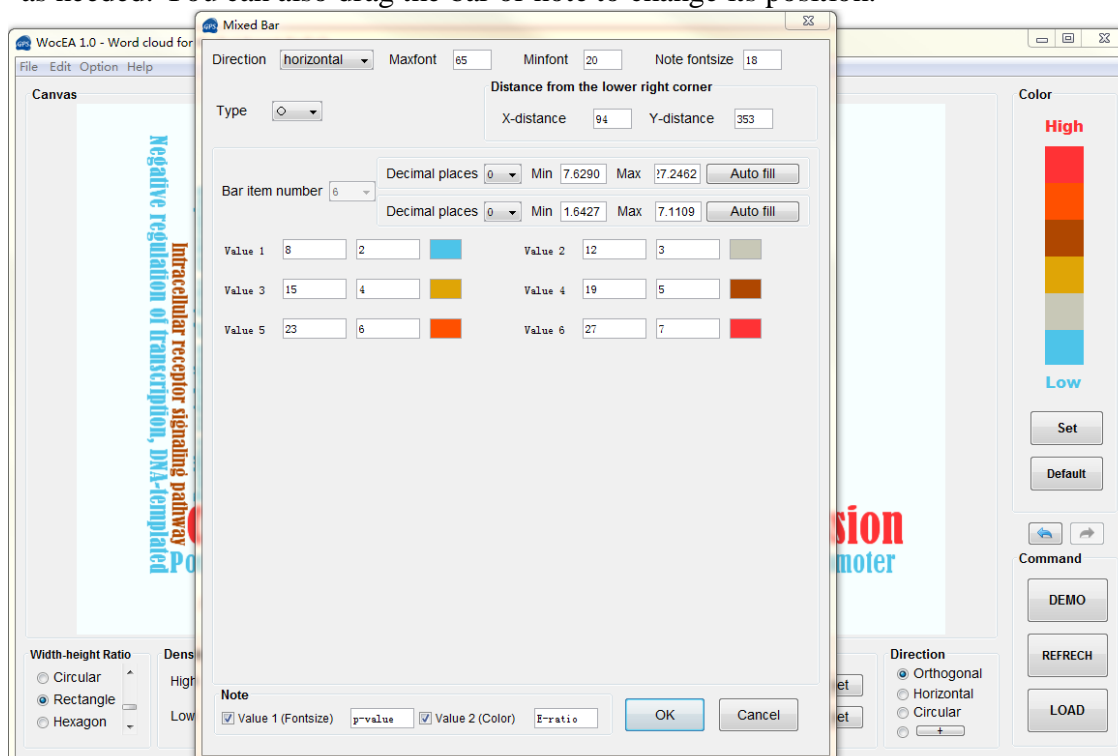 as needed. You can also drag the bar or note to change its position.
Mixed Bar
WocEA 1.0 - Word cloud for
File Edit Option Help
Direction horizontal Maxfont 65 Minfont 20 Note fontsize 18
Distance from the lower right corner
Type X-distance 94 Y-distance 353
Bar item number 6
Decimal places 0 Min 7.6290 Max 27.2462 Auto fill
Decimal places 0 Min 1.6427 Max 7.1109 Auto fill
Value 1 8 2 Value 2 12 3
Value 3 15 4 Value 4 19 5
Value 5 23 6 Value 6 27 7
Note
Value 1 (Fontsize) p-value Value 2 (Color) E-ratio
OK Cancel
Canvas
Negative regulation of transcription, DNA-templated
Intracellular receptor signaling pathway
Po
sion
moter
Color
High
Low
Set
Default
Command
DEMO
REFRECH
LOAD
Width-height Ratio
Circular
Rectangle
Hexagon
Dens
High
Low
et
et
Direction
Orthogonal
Horizontal
Circular
+